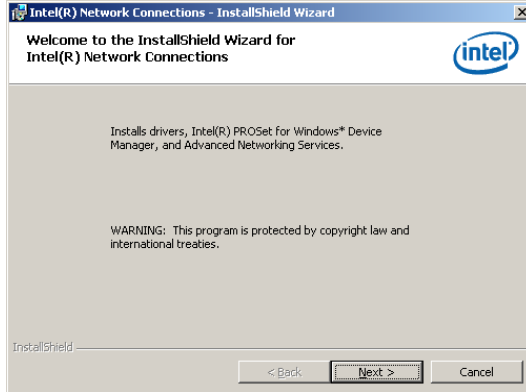 Intel(R) Network Connections - InstallShield Wizard
Welcome to the InstallShield Wizard for
Intel(R) Network Connections
intel
Installs drivers, Intel(R) PROSet for Windows* Device
Manager, and Advanced Networking Services.
WARNING: This program is protected by copyright law and
international treaties.
InstallShield
< Back Next > Cancel